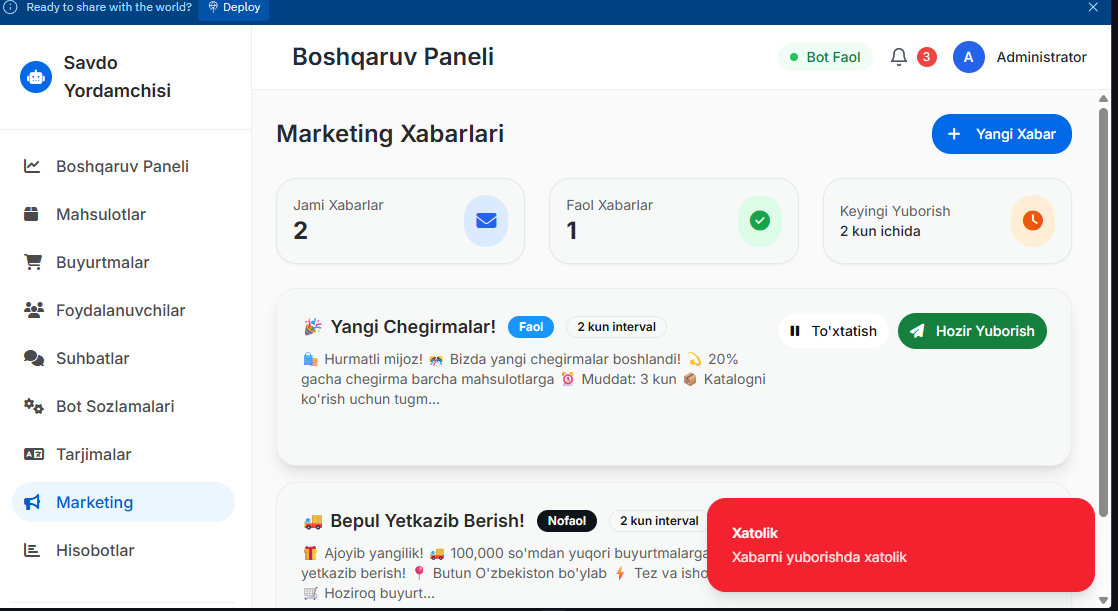 Ready to share with the world? Deploy
Savdo
Yordamchisi
Boshqaruv Paneli
Bot Faol
3
A
Administrator
Boshqaruv Paneli
Mahsulotlar
Buyurtmalar
Foydalanuvchilar
Suhbatlar
Bot Sozlamalari
Tarjimalar
Marketing
Hisobotlar
Marketing Xabarlari
+ Yangi Xabar
Jami Xabarlar
2
Faol Xabarlar
1
Keyingi Yuborish
2 kun ichida
🎉 Yangi Chegirmalar! Faol 2 kun interval
To'xtatish
Hozir Yuborish
🛍️ Hurmatli mijoz! 🎊 Bizda yangi chegirmalar boshlandi! 💫 20%
gacha chegirma barcha mahsulotlarga ⏰ Muddat: 3 kun 📦 Katalogni
ko'rish uchun tugm...
🚚 Bepul Yetkazib Berish! Nofaol 2 kun interval
🎁 Ajoyib yangilik! 🚚 100,000 so'mdan yuqori buyurtmalarga
yetkazib berish! 📍 Butun O'zbekiston bo'ylab ⚡ Tez va isho
🛒 Hoziroq buyurt...
Xatolik
Xabarni yuborishda xatolik